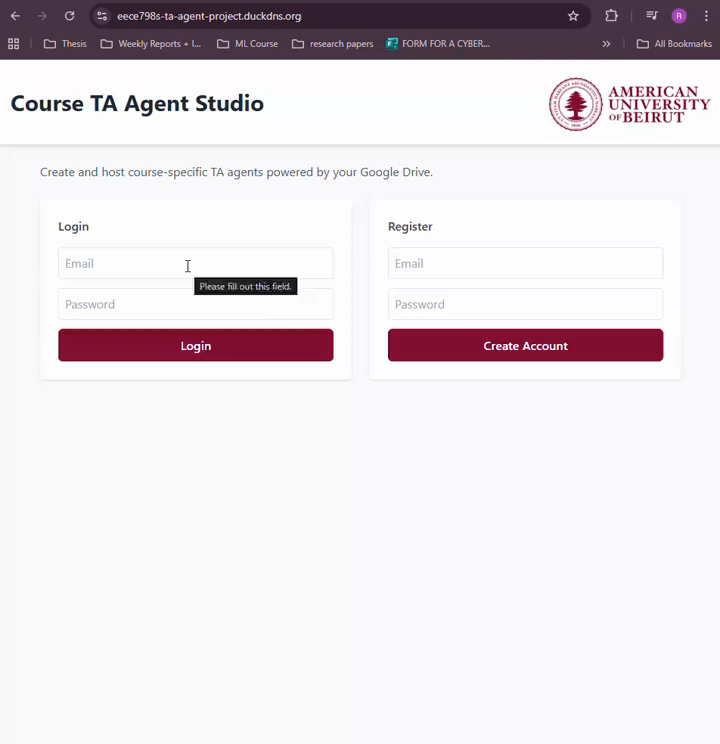 eece798s-ta-agent-project.duckdns.org
R
Thesis
Weekly Reports + I...
ML Course
research papers
FORM FOR A CYBER...
»
All Bookmarks
Course TA Agent Studio
AMERICAN
UNIVERSITY
OF BEIRUT
Create and host course-specific TA agents powered by your Google Drive.
Login
Email
Please fill out this field.
Password
Login
Register
Email
Password
Create Account